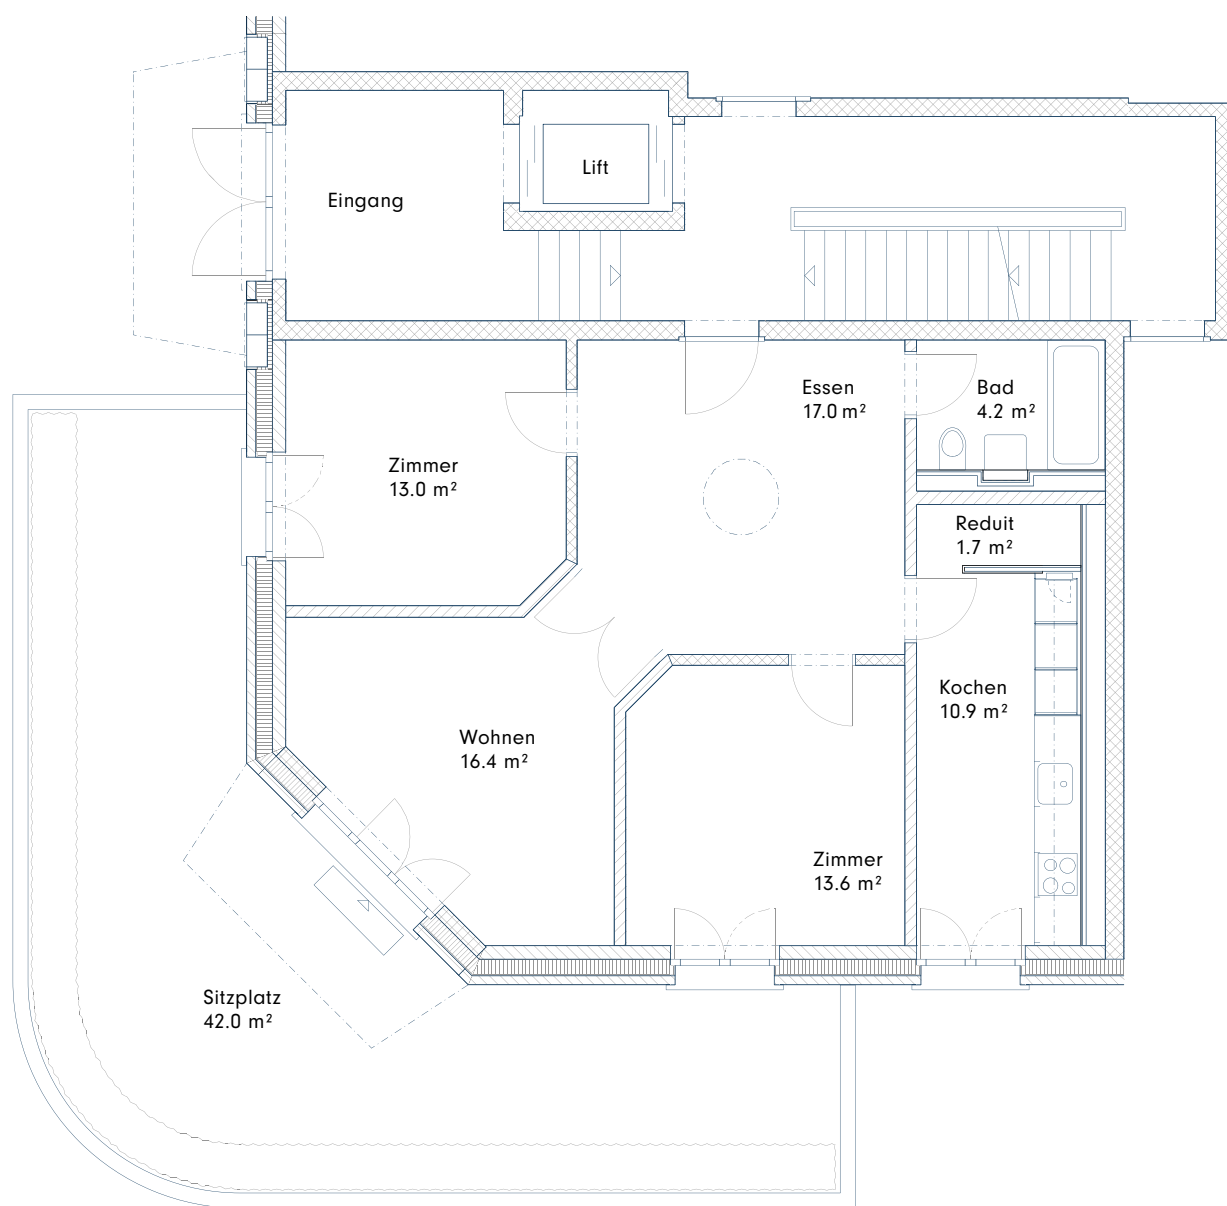 Lift
Eingang
Essen
17.0 m²
Bad
4.2 m²
Zimmer
13.0 m²
Reduit
1.7 m²
Kochen
10.9 m²
Wohnen
16.4 m²
Zimmer
13.6 m²
Sitzplatz
42.0 m²